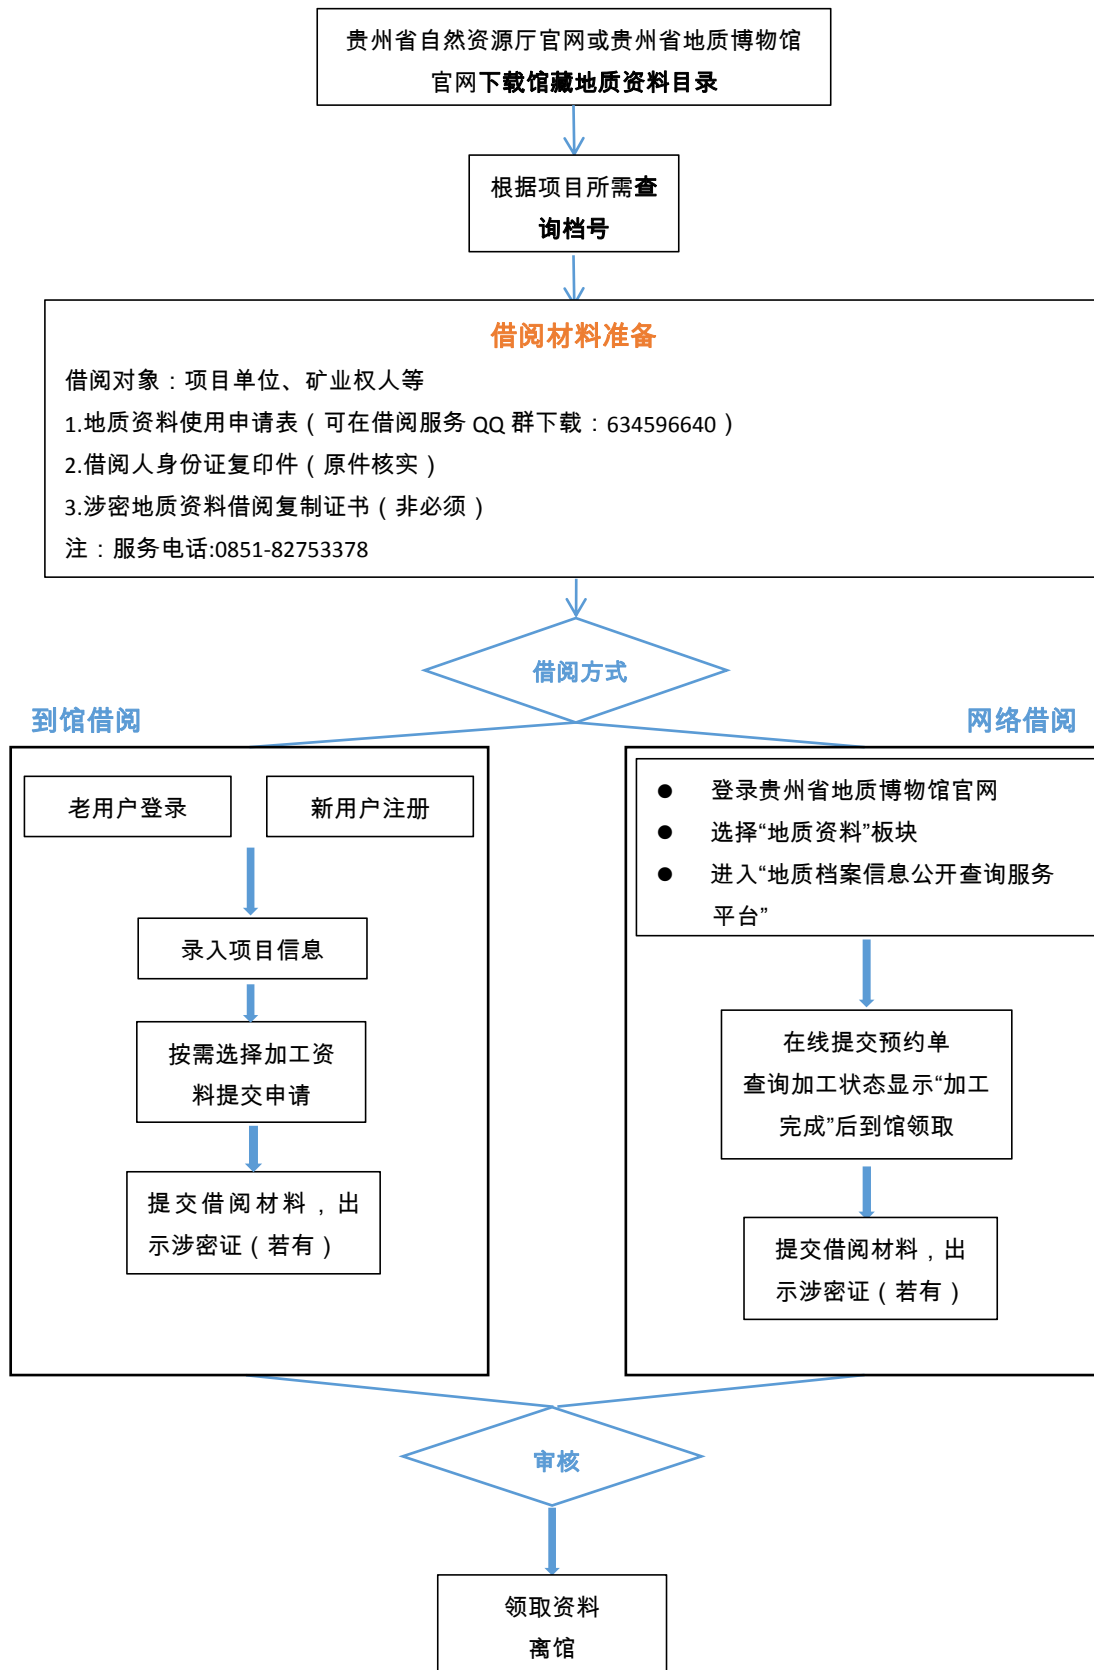 贵州省自然资源厅官网或贵州省地质博物馆
官网下载馆藏地质资料目录
根据项目所需查
询档号
借阅材料准备
借阅对象：项目单位、矿业权人等
1.地质资料使用申请表（可在借阅服务 QQ 群下载：634596640）
2.借阅人身份证复印件（原件核实）
3.涉密地质资料借阅复制证书（非必须）
注：服务电话:0851-82753378
借阅方式
到馆借阅
老用户登录
新用户注册
录入项目信息
按需选择加工资
料提交申请
提交借阅材料，出
示涉密证（若有）
网络借阅
● 登录贵州省地质博物馆官网
● 选择“地质资料”板块
● 进入“地质档案信息公开查询服务
平台”
在线提交预约单
查询加工状态显示“加工
完成”后到馆领取
提交借阅材料，出
示涉密证（若有）
审核
领取资料
离馆